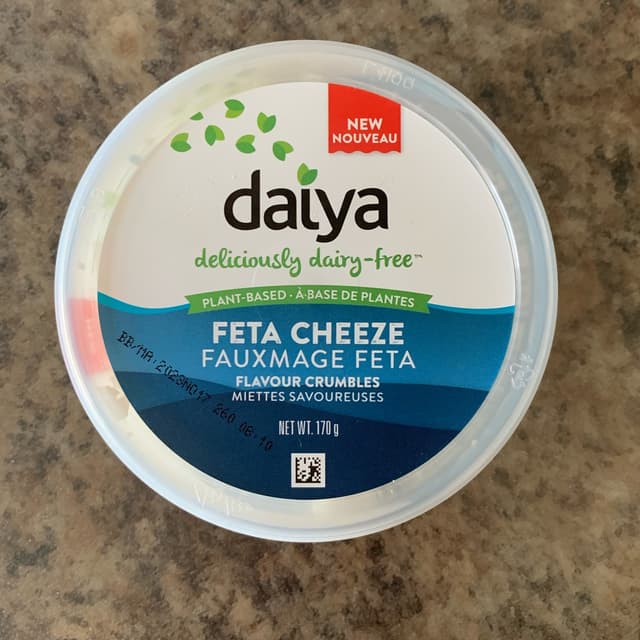 NEW
NOUVEAU
daiya
deliciously dairy-free™
PLANT-BASED · À BASE DE PLANTES
FETA CHEEZE
FAUXMAGE FETA
FLAVOUR CRUMBLES
MIETTES SAVOUREUSES
NET WT. 170 g